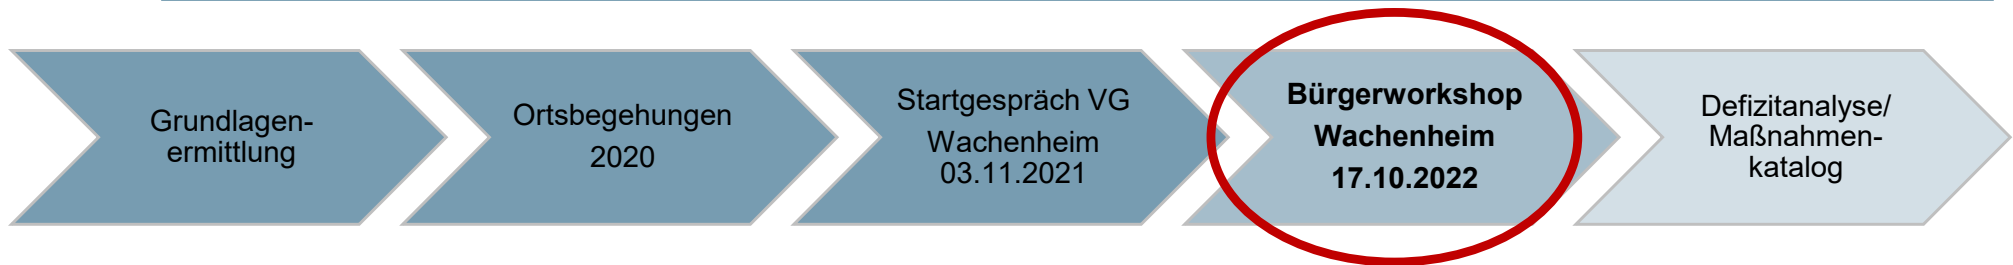 Grundlagen-
ermittlung
Ortsbegehungen
2020
Startgespräch VG
Wachenheim
03.11.2021
Bürgerworkshop
Wachenheim
17.10.2022
Defizitanalyse/
Maßnahmen-
katalog